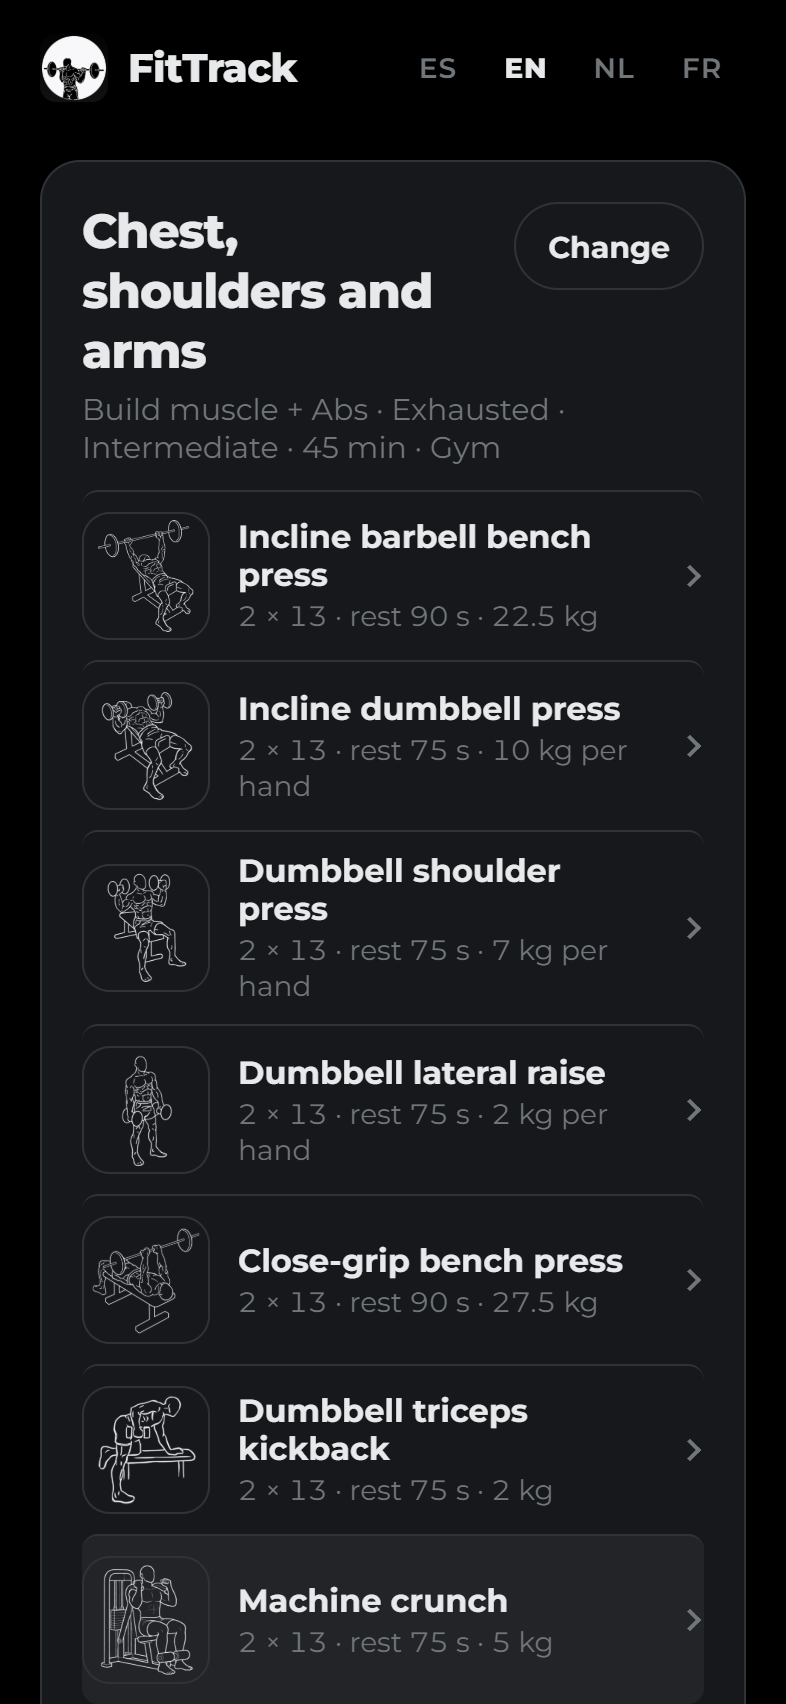 FitTrack
ES EN NL FR
Chest,
shoulders and
arms
Change
Build muscle + Abs · Exhausted ·
Intermediate · 45 min · Gym
Incline barbell bench
press
2 × 13 · rest 90 s · 22.5 kg
Incline dumbbell press
2 × 13 · rest 75 s · 10 kg per
hand
Dumbbell shoulder
press
2 × 13 · rest 75 s · 7 kg per
hand
Dumbbell lateral raise
2 × 13 · rest 75 s · 2 kg per
hand
Close-grip bench press
2 × 13 · rest 90 s · 27.5 kg
Dumbbell triceps
kickback
2 × 13 · rest 75 s · 2 kg
Machine crunch
2 × 13 · rest 75 s · 5 kg